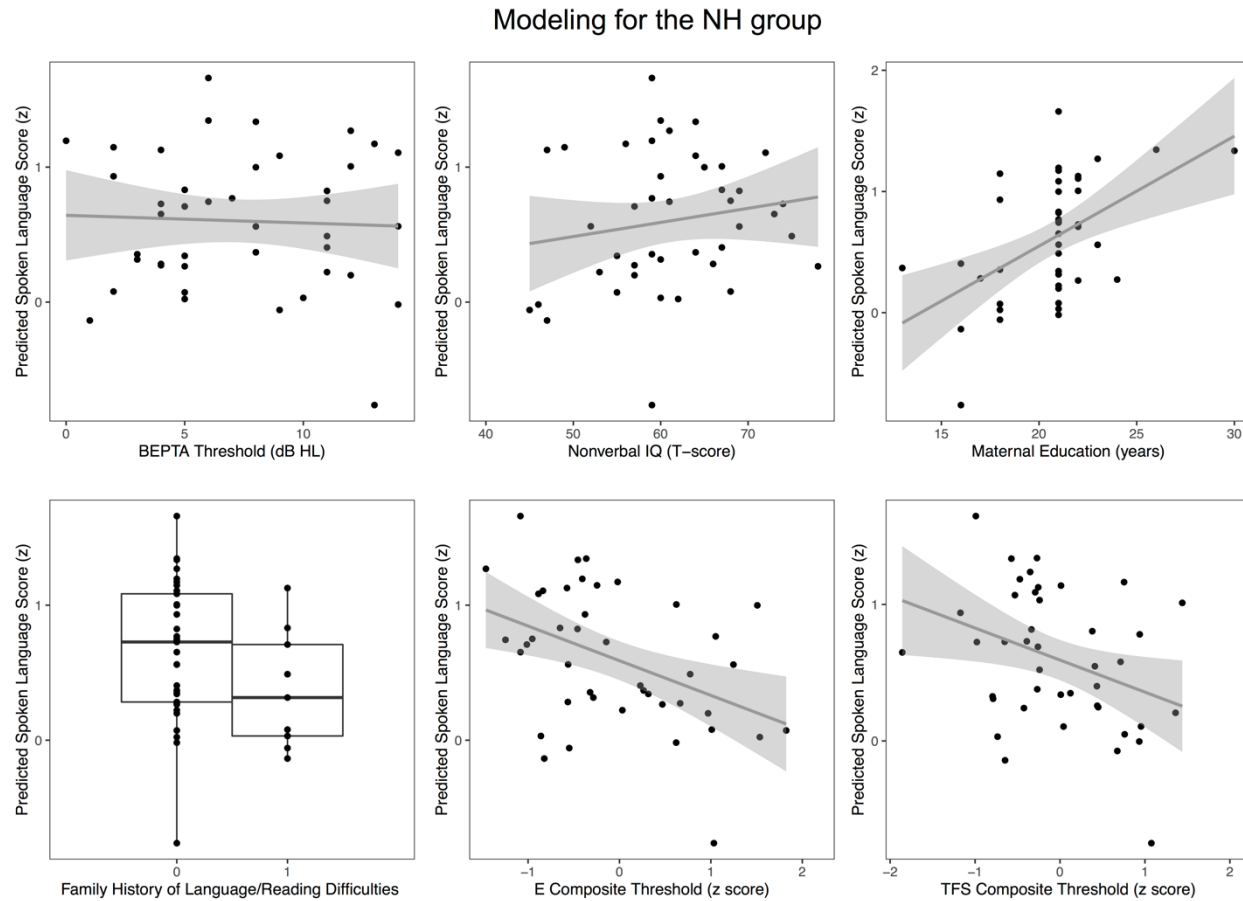 Modeling for the NH group
Predicted Spoken Language Score (z)
1
0
0
5
10
BEPTA Threshold (dB HL)
Predicted Spoken Language Score (z)
1
0
40
50
60
70
Nonverbal IQ (T−score)
Predicted Spoken Language Score (z)
2
1
0
15
20
25
30
Maternal Education (years)
Predicted Spoken Language Score (z)
1
0
0
1
Family History of Language/Reading Difficulties
Predicted Spoken Language Score (z)
1
0
−1
0
1
2
E Composite Threshold (z score)
Predicted Spoken Language Score (z)
1
0
−2
−1
0
1
2
TFS Composite Threshold (z score)